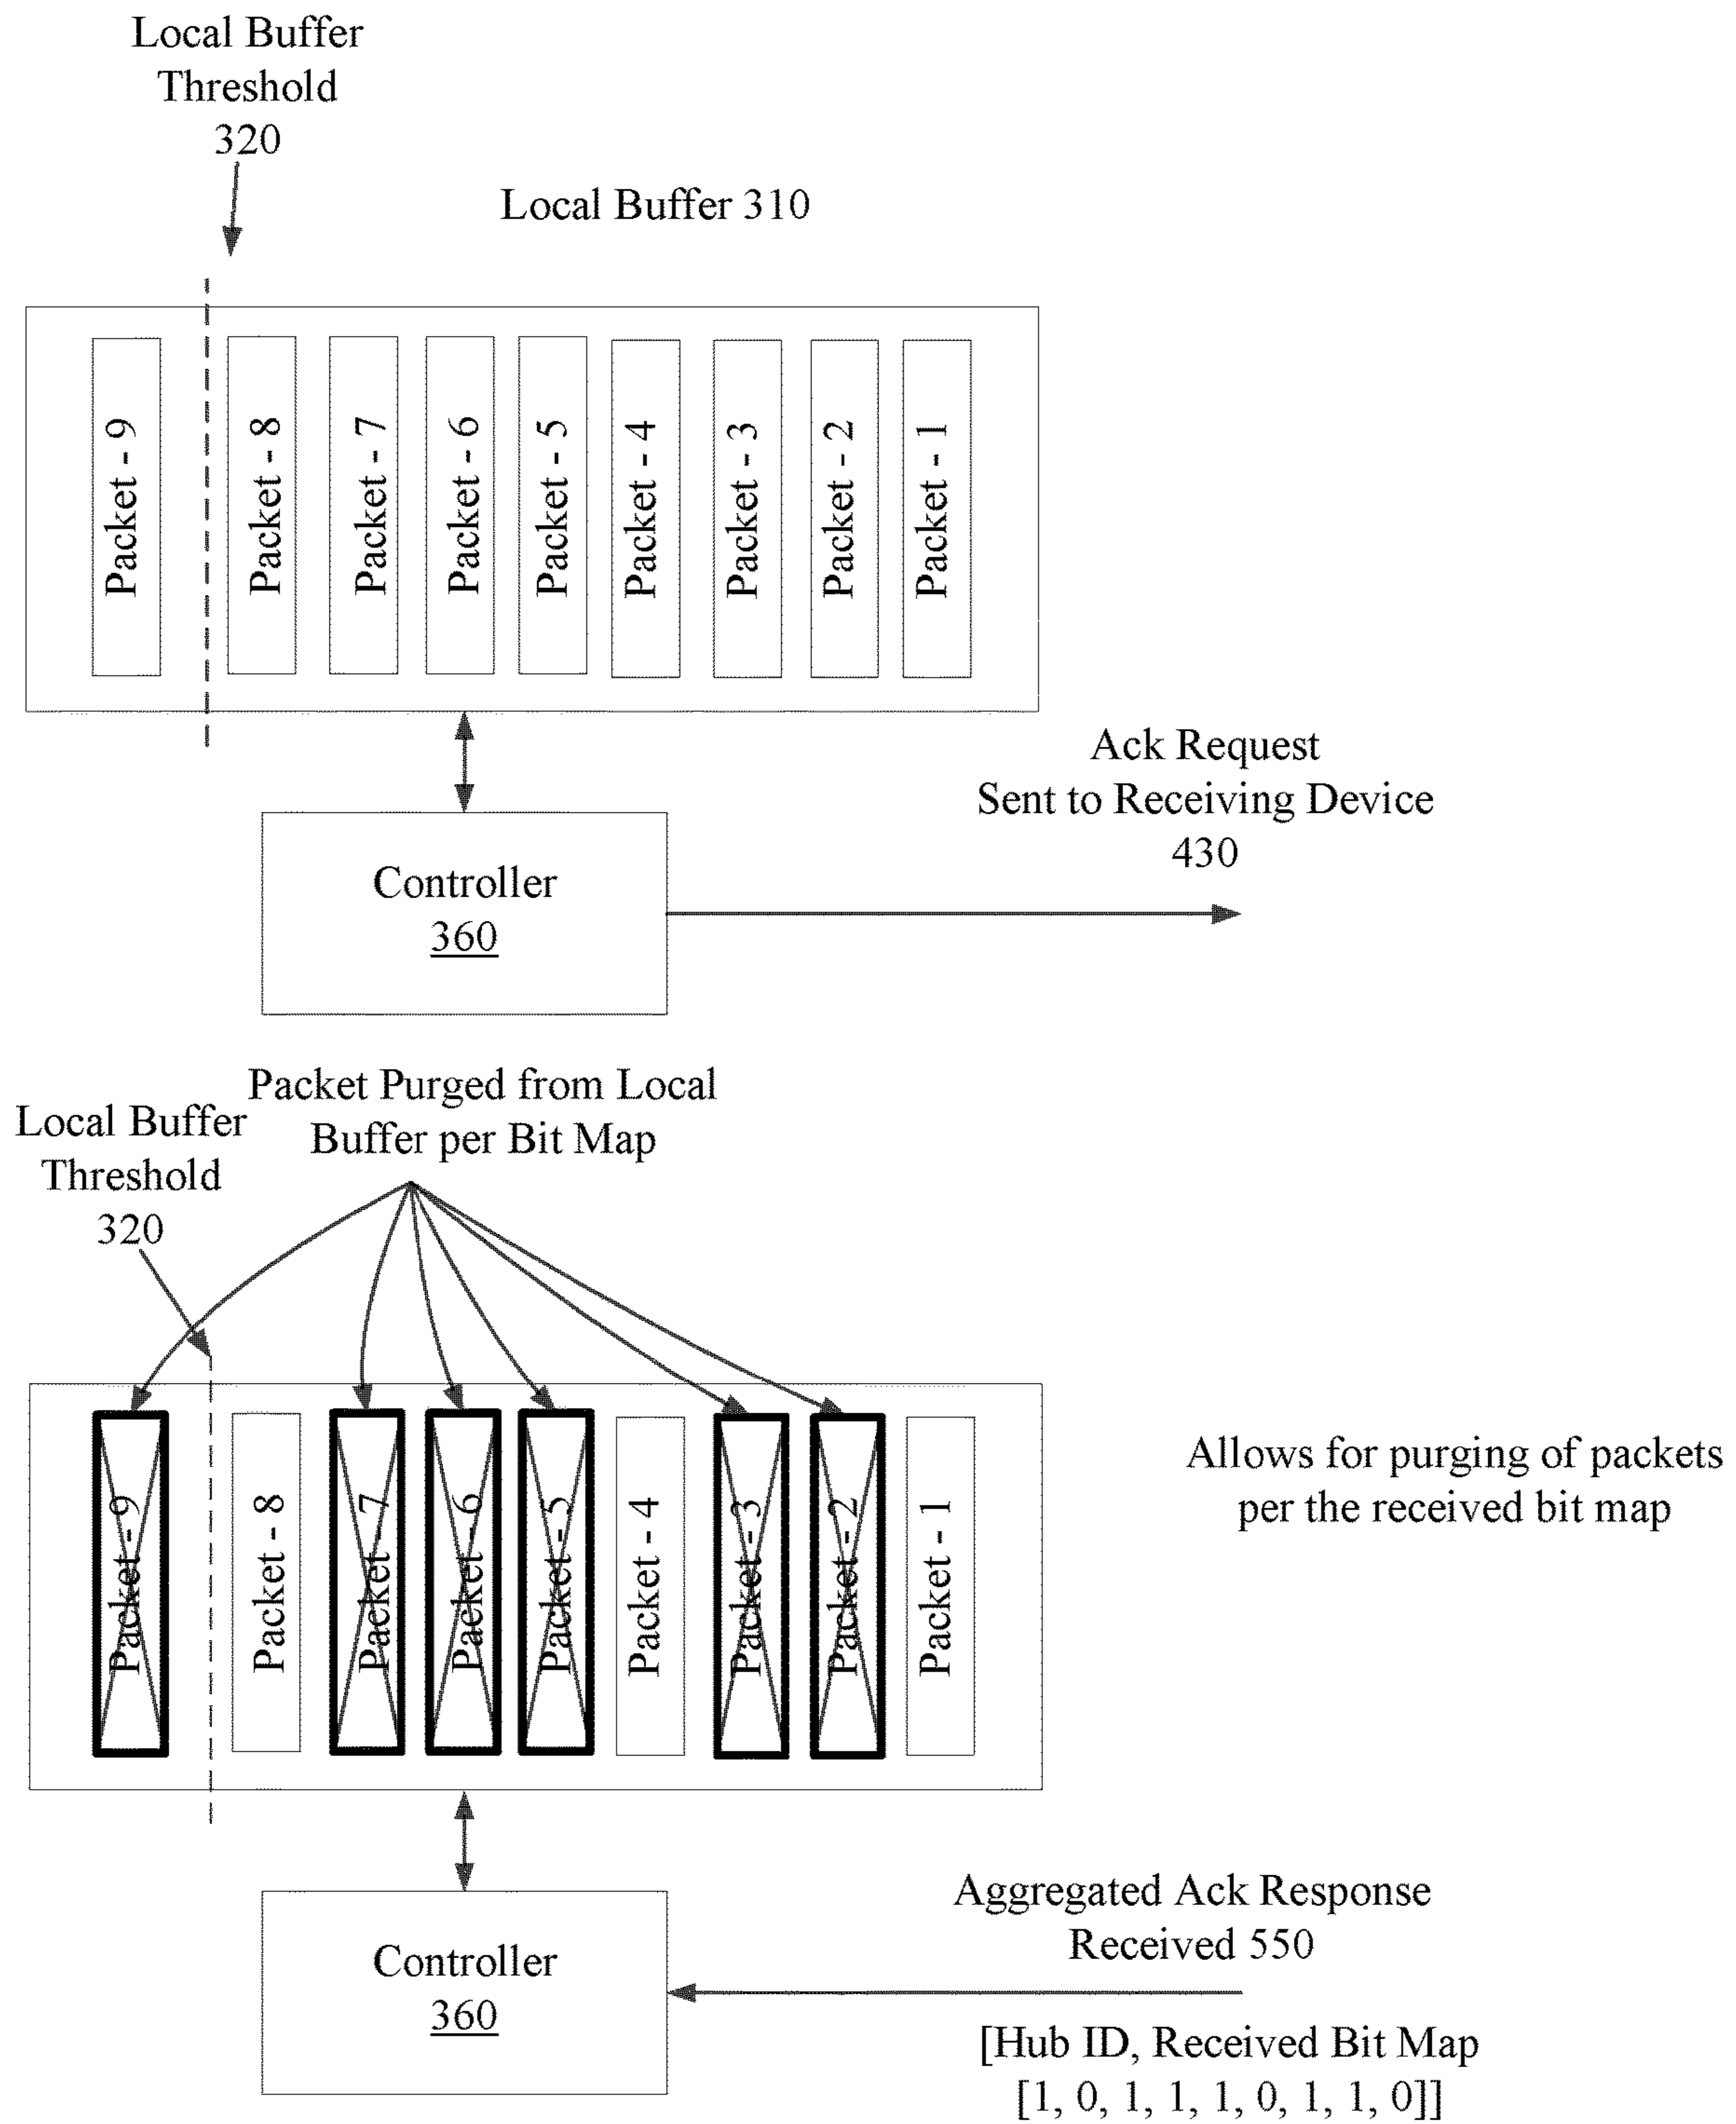 Local Buffer
Threshold
320
Local Buffer 310
Packet - 9
Packet - 8
Packet - 7
Packet - 6
Packet - 5
Packet - 4
Packet - 3
Packet - 2
Packet - 1
Ack Request
Sent to Receiving Device
430
Controller
360
Packet Purged from Local
Buffer per Bit Map
Local Buffer
Threshold
320
Packet - 9
Packet - 8
Packet - 7
Packet - 6
Packet - 5
Packet - 4
Packet - 3
Packet - 2
Packet - 1
Allows for purging of packets
per the received bit map
Aggregated Ack Response
Received 550
Controller
360
[Hub ID, Received Bit Map
[1, 0, 1, 1, 1, 0, 1, 1, 0]]